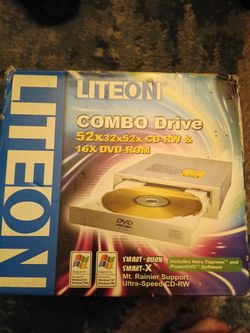 LITEON
LITEON
COMBO Drive
52x32x52x CD-RW &
16X DVD-ROM
DVD
SMART-BURN
SMART-X
Mt. Rainier Support
Ultra-Speed CD-RW
Includes Nero Express™ and
PowerDVD™ Software